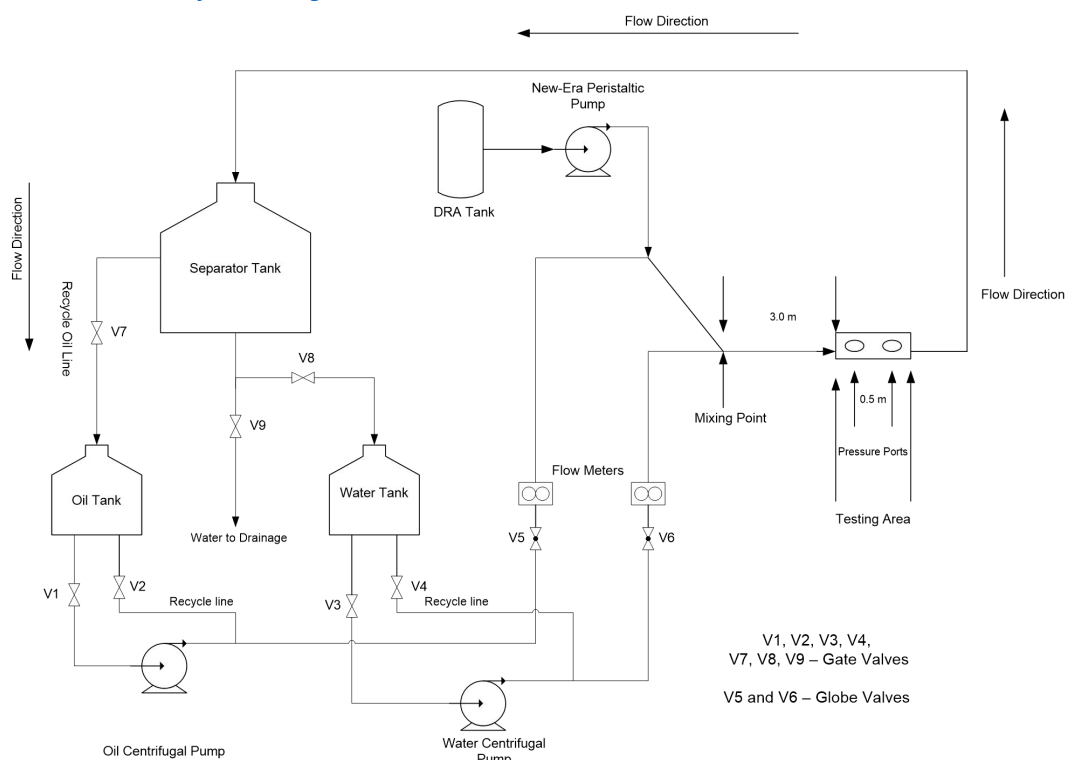 Flow Direction
New-Era Peristaltic
Pump
DRA Tank
Flow Direction
Separator Tank
Recycle Oil Line
V7
V8
V9
3.0 m
Flow Direction
Mixing Point
0.5 m
Pressure Ports
Testing Area
Oil Tank
Water Tank
Flow Meters
Water to Drainage
V5
V6
V1
V2
V3
V4
Recycle line
Recycle line
V1, V2, V3, V4,
V7, V8, V9 – Gate Valves
V5 and V6 – Globe Valves
Oil Centrifugal Pump
Water Centrifugal
Pump